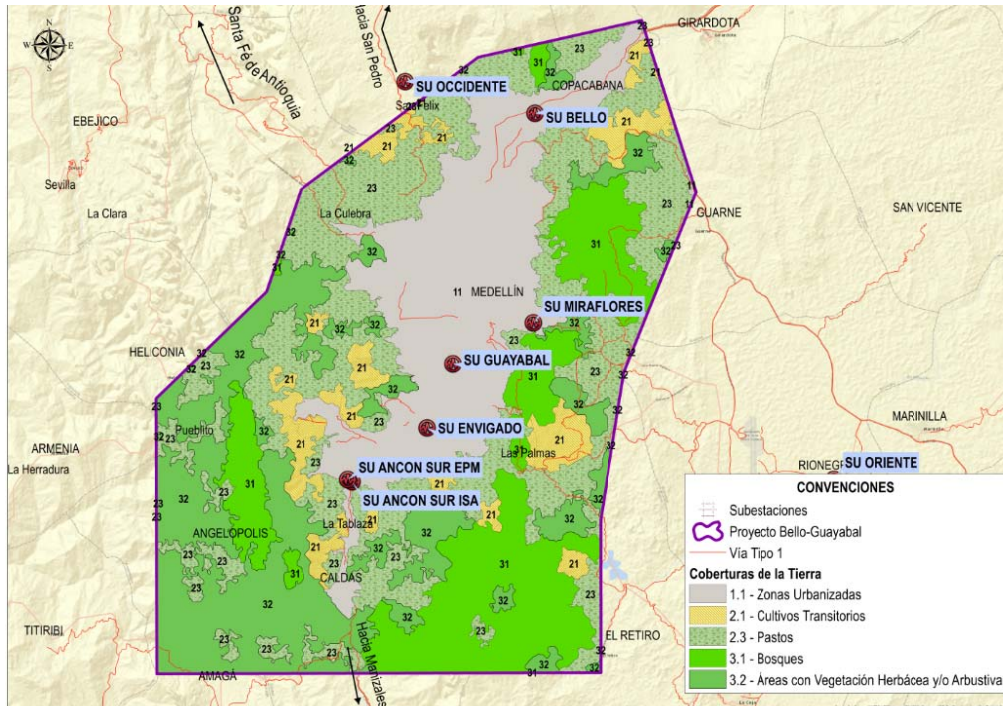 N
W
E
S
Santa Fé de Antioquia
Hacia San Pedro
GIRARDOTA
SU OCCIDENTE
San Felix
COPACABANA
SU BELLO
EBEJICO
Sevilla
La Clara
La Culebra
GUARNE
SAN VICENTE
11
MEDELLÍN
SU MIRAFLORES
HELICONIA
SU GUAYABAL
Pueblito
SU ENVIGADO
MARINILLA
ARMENIA
La Herradura
Las Palmas
RIONEGR
SU ORIENTE
SU ANCON SUR EPM
SU ANCON SUR ISA
La Tablaza
ANGELOPOLIS
CALDAS
TITIRIBI
EL RETIRO
AMAGÁ
Hacia Manizales
21
23
31
32
CONVENCIONES
Subestaciones
Proyecto Bello-Guayabal
Vía Tipo 1
Coberturas de la Tierra
1.1 - Zonas Urbanizadas
2.1 - Cultivos Transitorios
2.3 - Pastos
3.1 - Bosques
3.2 - Áreas con Vegetación Herbácea y/o Arbustiva